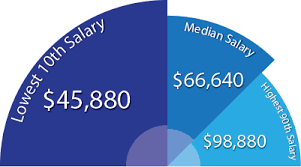 Lowest 10th Salary
$45,880
Median Salary
$66,640
Highest 90th Salary
$98,880